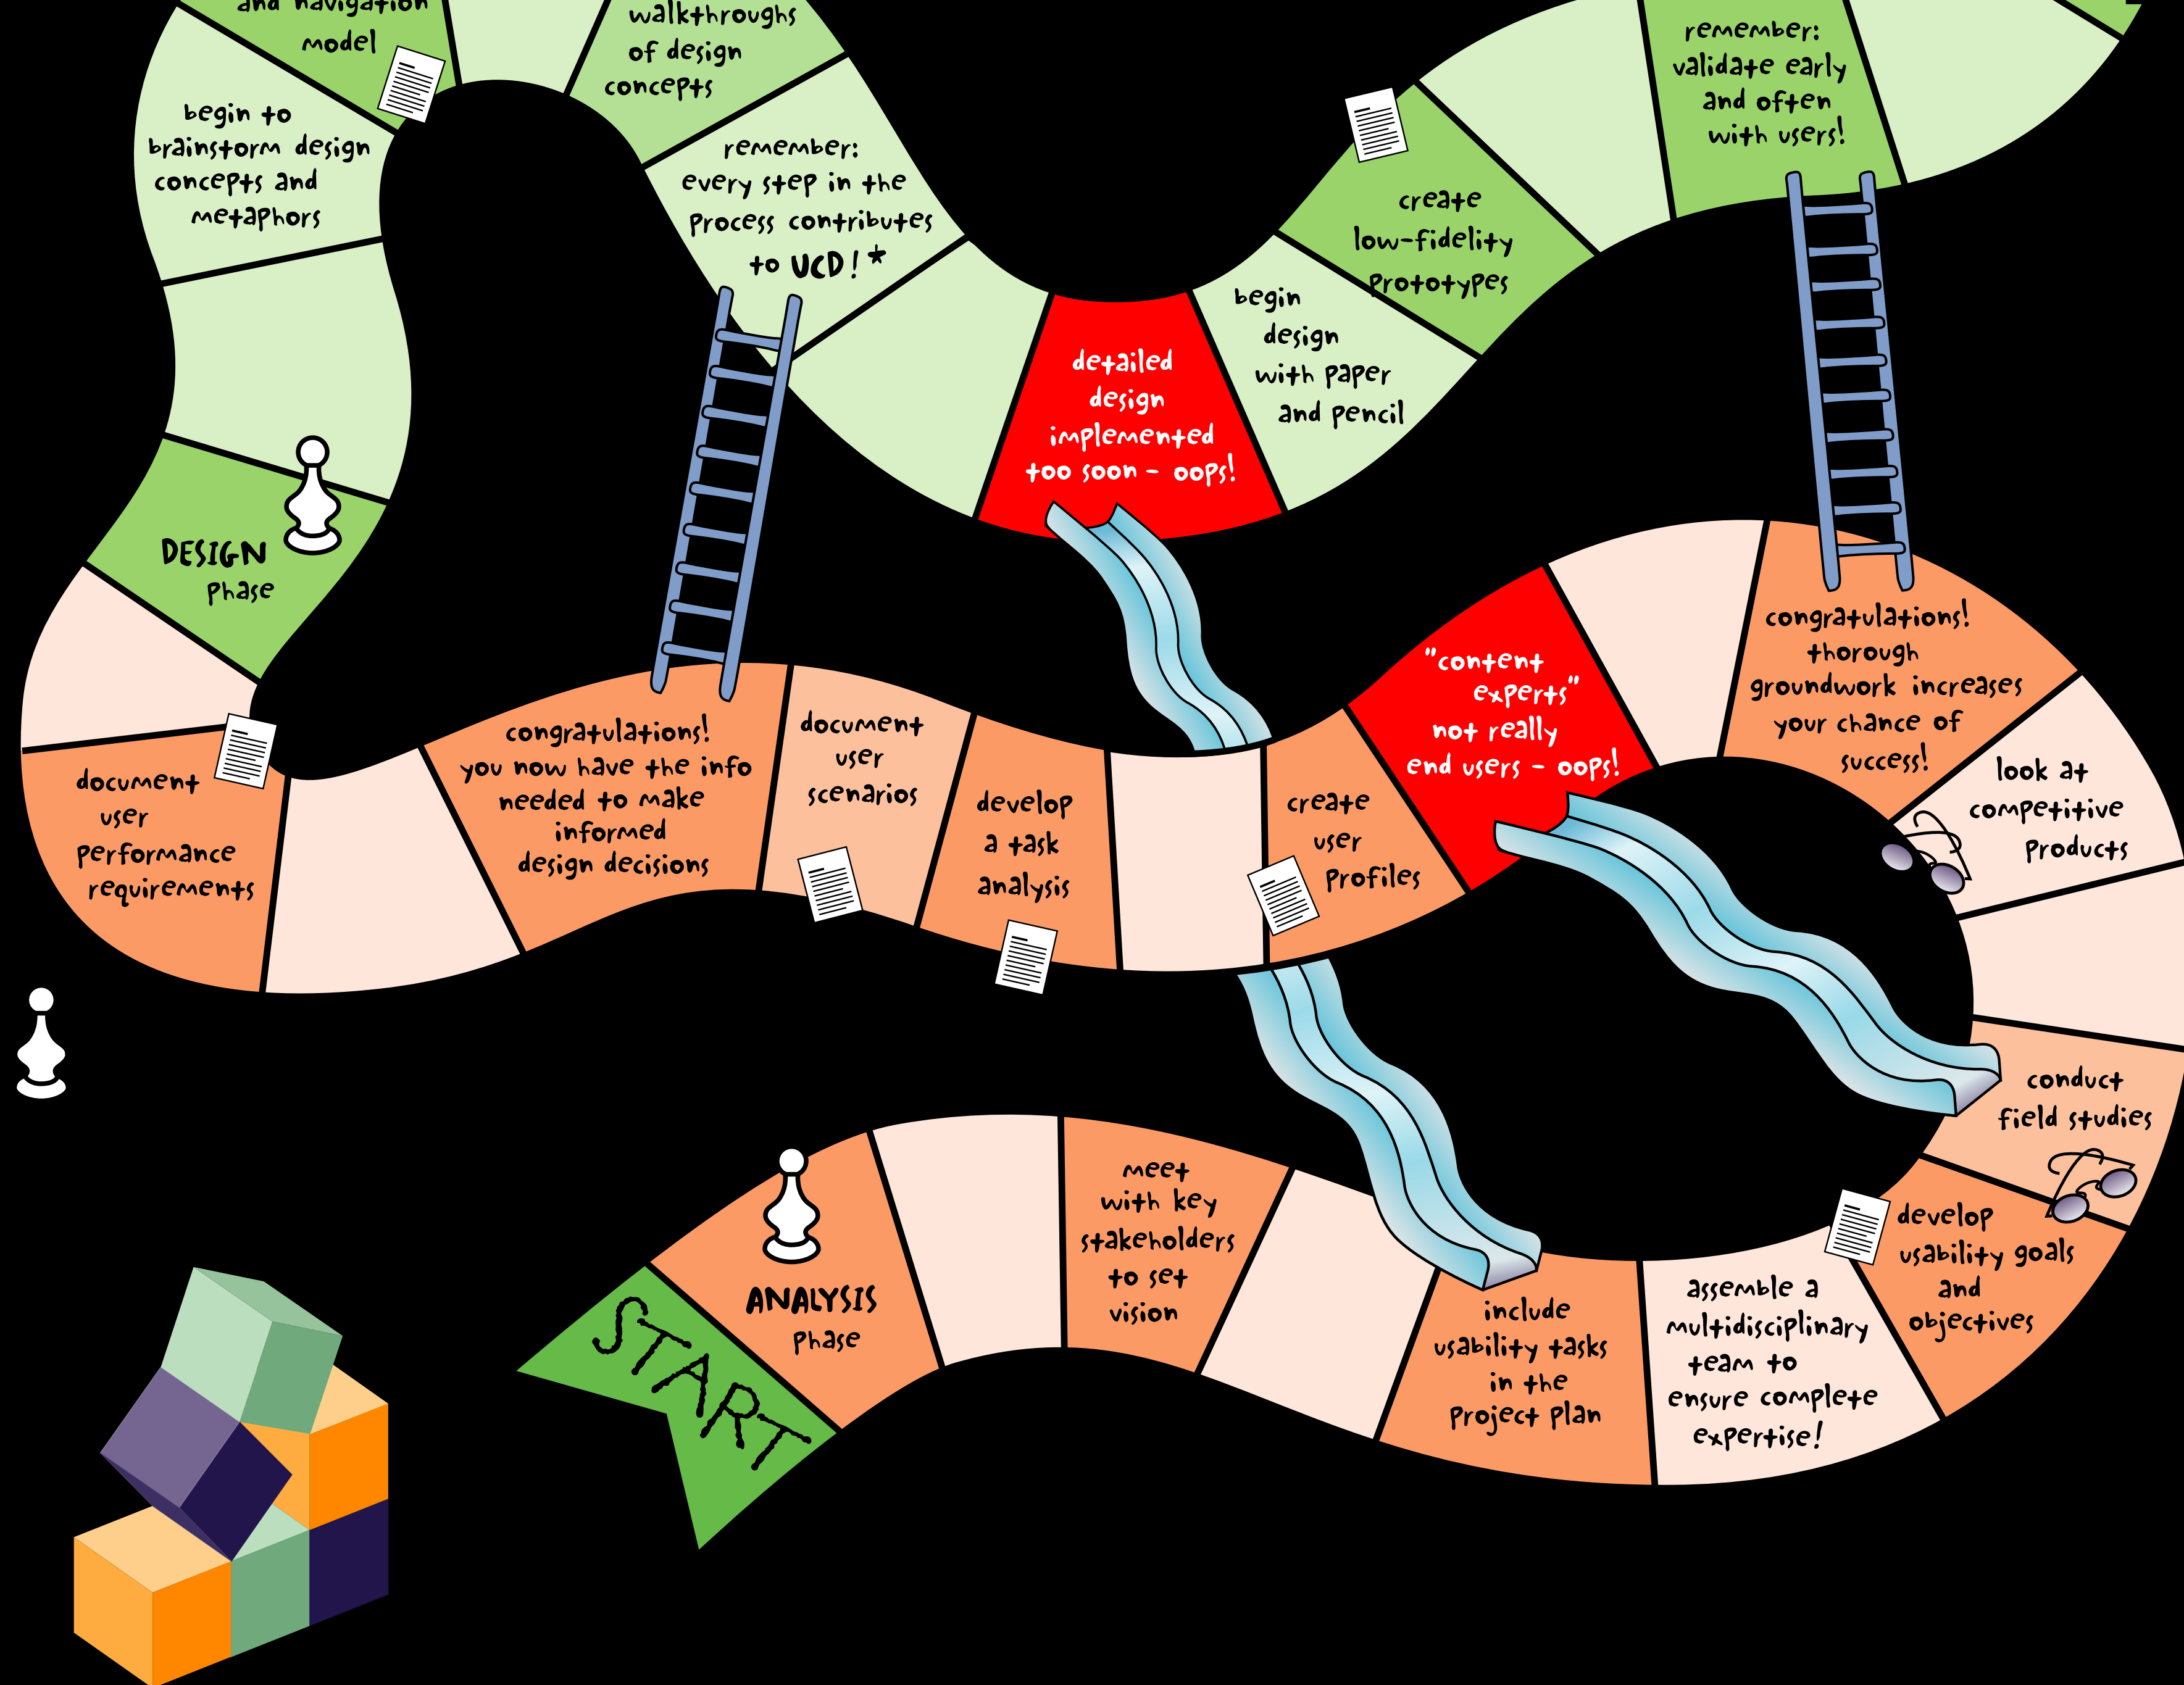 and navigation
model
walkthroughs
of design
concepts
remember:
validate early
and often
with users!
begin to
brainstorm design
concepts and
metaphors
remember:
every step in the
process contributes
to UCD! *
create
low-fidelity
prototypes
begin
design
with paper
and pencil
detailed
design
implemented
too soon - oops!
DESIGN
phase
"content
experts"
not really
end users - oops!
congratulations!
thorough
groundwork increases
your chance of
success!
document
user
performance
requirements
congratulations!
you now have the info
needed to make
informed
design decisions
document
user
scenarios
develop
a task
analysis
create
user
profiles
look at
competitive
products
conduct
field studies
develop
usability goals
and
objectives
assemble a
multidisciplinary
team to
ensure complete
expertise!
include
usability tasks
in the
project plan
meet
with key
stakeholders
to set
vision
ANALYSIS
phase
START